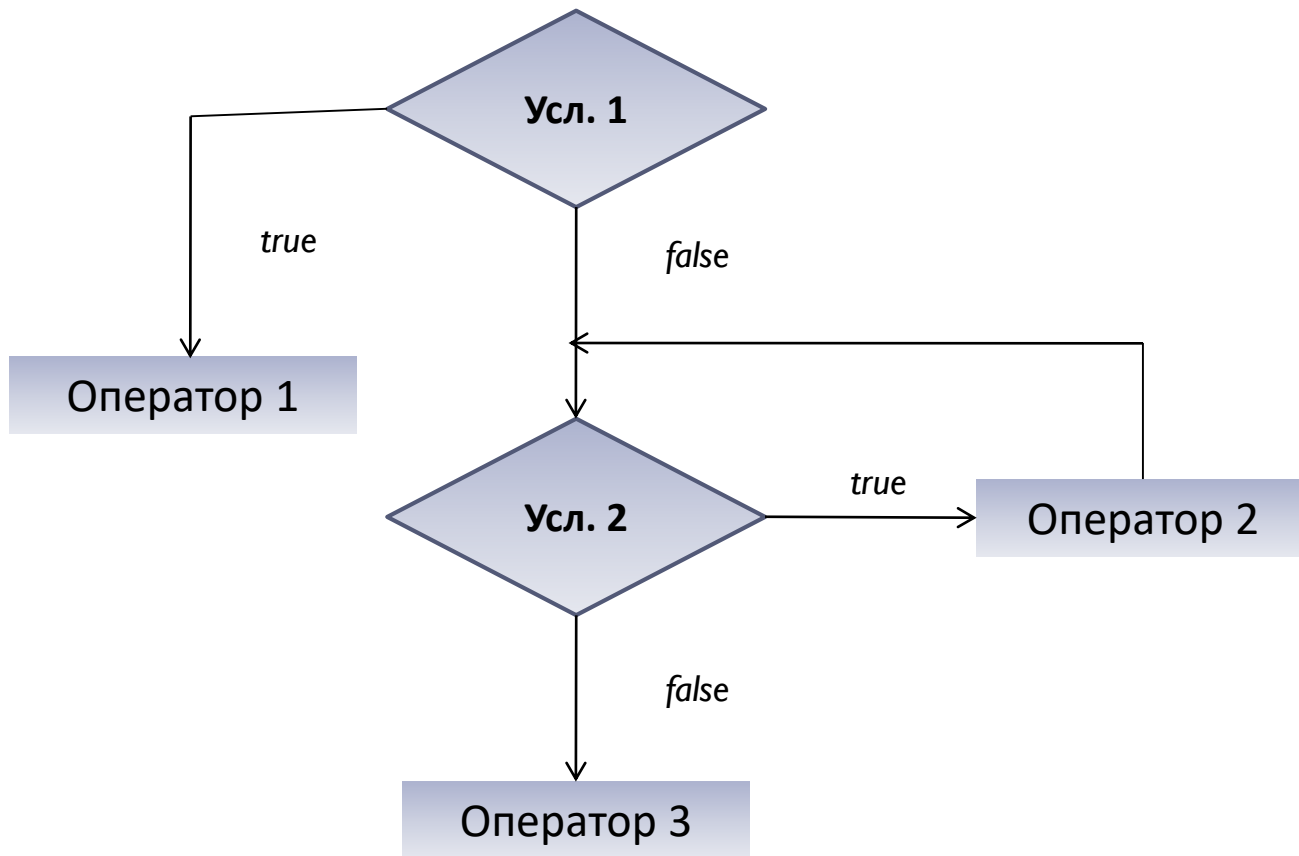 Усл. 1
true
false
Оператор 1
true
Усл. 2
Оператор 2
false
Оператор 3